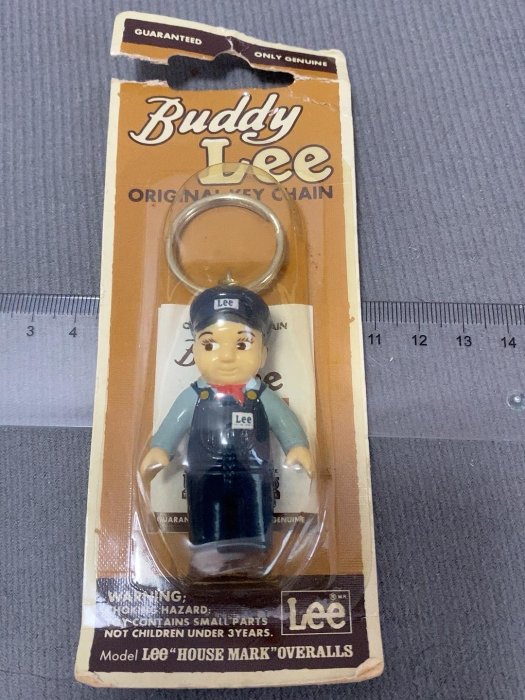 GUARANTEED ONLY GENUINE
Buddy
Lee
ORIGINAL KEY CHAIN
3 4 11 12 13 14
Lee
Lee
GENUINE
WARNING;
CHOKING HAZARD:
CONTAINS SMALL PARTS
NOT CHILDREN UNDER 3YEARS.
Lee ® M.R.
Model Lee "HOUSE MARK" OVERALLS